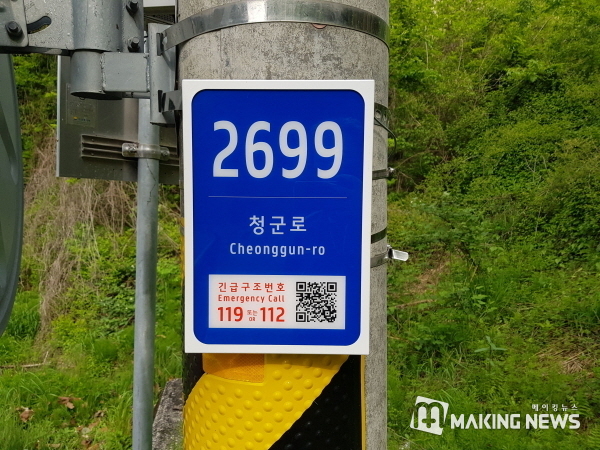 2699
청군로
Cheonggun-ro
긴급구조번호
Emergency Call
119 또는 OR 112
메이킹뉴스
MAKING NEWS